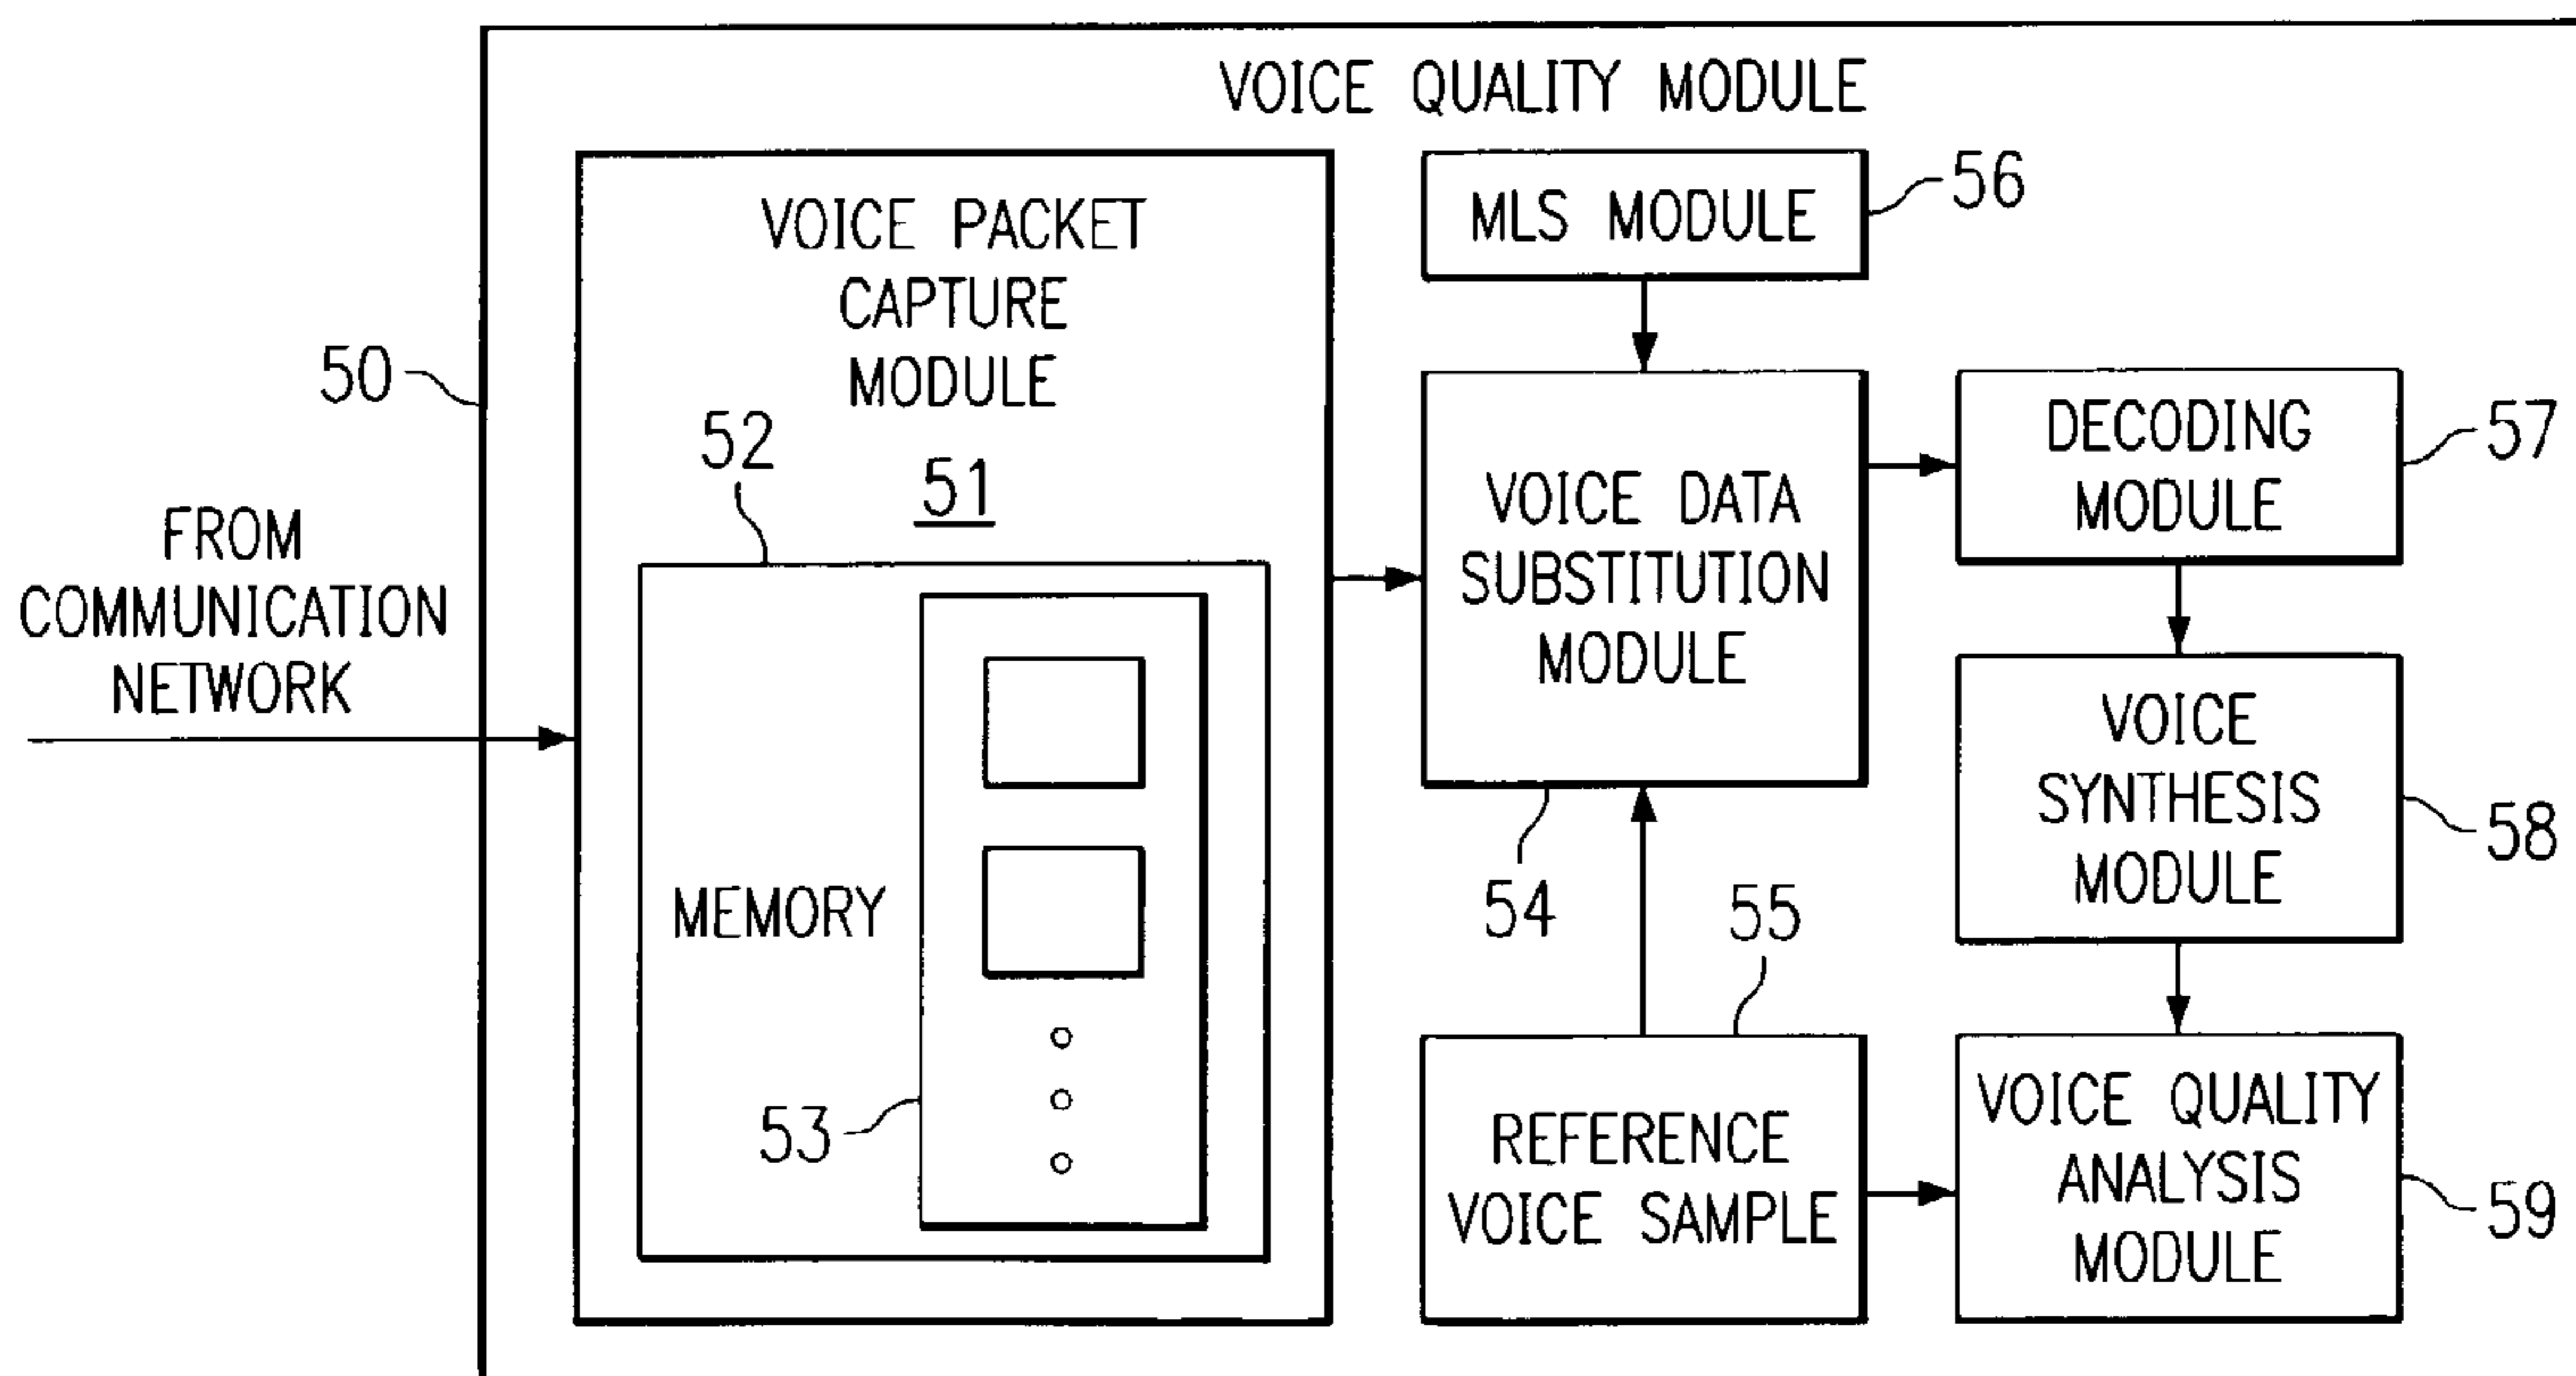 VOICE QUALITY MODULE
VOICE PACKET
CAPTURE
MODULE
51
52
MEMORY
53
50
FROM
COMMUNICATION
NETWORK
MLS MODULE
56
VOICE DATA
SUBSTITUTION
MODULE
54
55
REFERENCE
VOICE SAMPLE
DECODING
MODULE
57
VOICE
SYNTHESIS
MODULE
58
VOICE QUALITY
ANALYSIS
MODULE
59